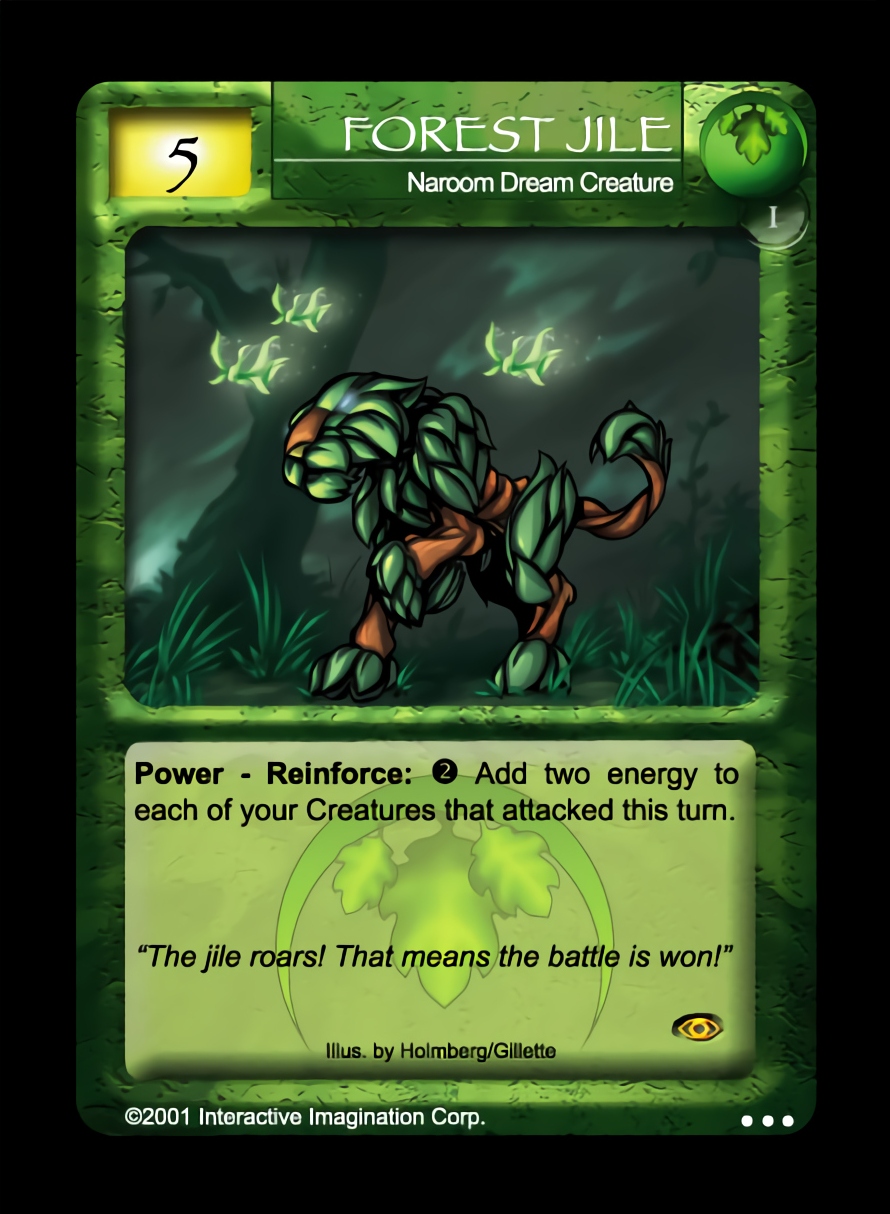 5
FOREST JILE
Naroom Dream Creature
I
Power - Reinforce: ❷ Add two energy to
each of your Creatures that attacked this turn.
“The jile roars! That means the battle is won!”
Illus. by Holmberg/Gillette
©2001 Interactive Imagination Corp.